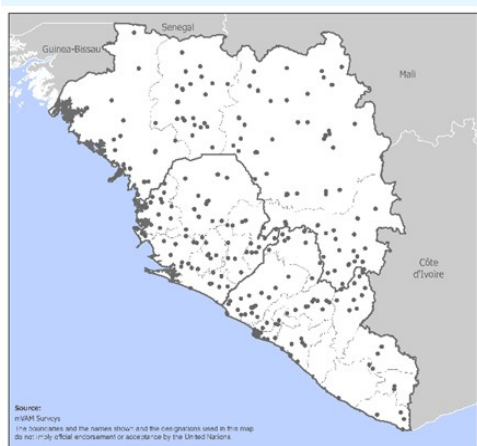 Senegal
Guinea-Bissau
Mali
Côte
d'Ivoire
Source:
mVAM Surveys
The boundaries and the names shown and the designations used in this map
do not imply official endorsement or acceptance by the United Nations.